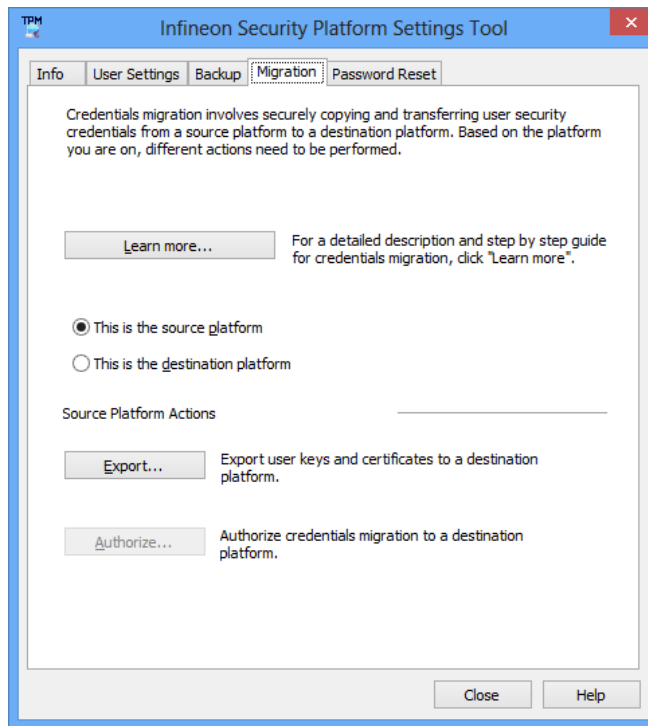 TPM
Infineon Security Platform Settings Tool
x
Info
User Settings
Backup
Migration
Password Reset
Credentials migration involves securely copying and transferring user security
credentials from a source platform to a destination platform. Based on the platform
you are on, different actions need to be performed.
Learn more...
For a detailed description and step by step guide
for credentials migration, click "Learn more".
This is the source platform
This is the destination platform
Source Platform Actions
Export...
Export user keys and certificates to a destination
platform.
Authorize...
Authorize credentials migration to a destination
platform.
Close
Help